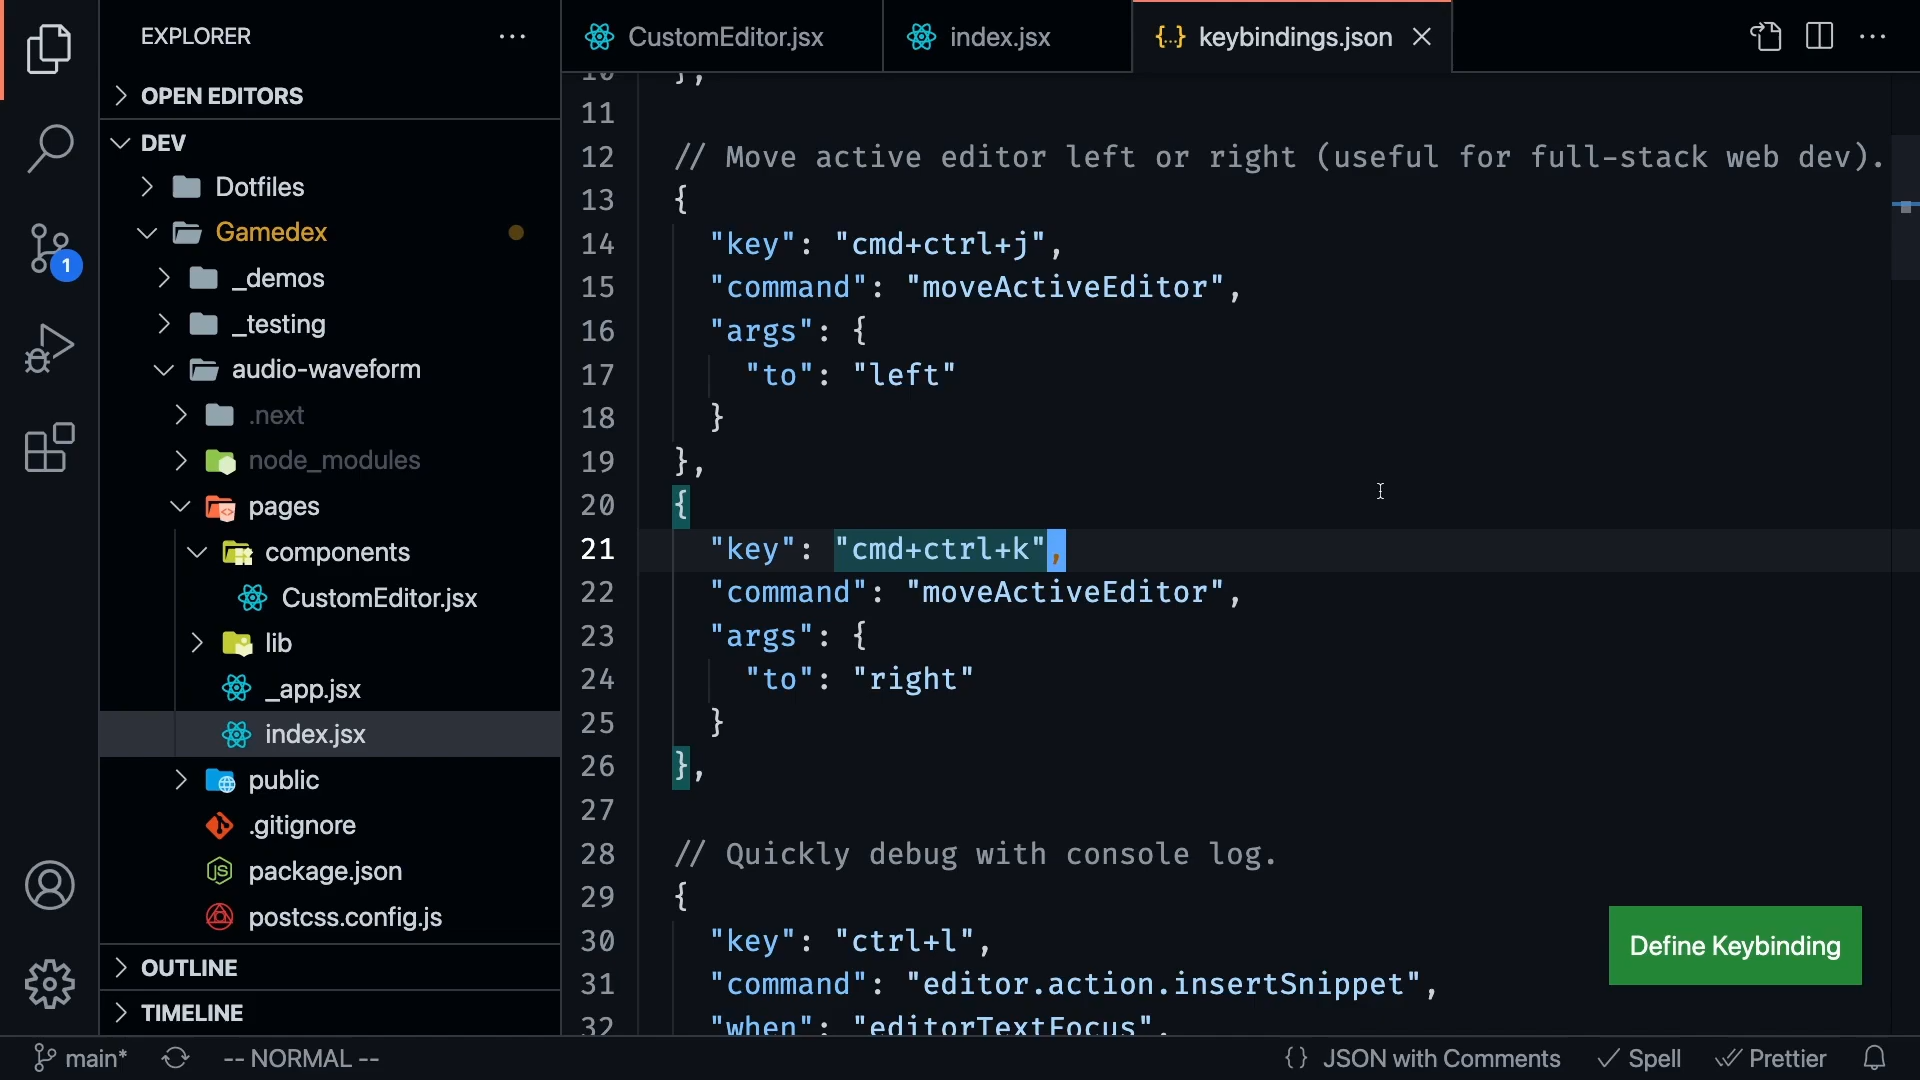 EXPLORER
OPEN EDITORS
DEV
Dotfiles
Gamedex
_demos
_testing
audio-waveform
.next
node_modules
pages
components
CustomEditor.jsx
lib
_app.jsx
index.jsx
public
.gitignore
package.json
postcss.config.js
OUTLINE
TIMELINE
1
CustomEditor.jsx
index.jsx
{..} keybindings.json
10 },
11
12 // Move active editor left or right (useful for full-stack web dev).
13 {
14 "key": "cmd+ctrl+j",
15 "command": "moveActiveEditor",
16 "args": {
17 "to": "left"
18 }
19 },
20 {
21 "key": "cmd+ctrl+k",
22 "command": "moveActiveEditor",
23 "args": {
24 "to": "right"
25 }
26 },
27
28 // Quickly debug with console log.
29 {
30 "key": "ctrl+l",
31 "command": "editor.action.insertSnippet",
32 "when": "editorTextFocus",
Define Keybinding
main* -- NORMAL -- {} JSON with Comments Spell Prettier